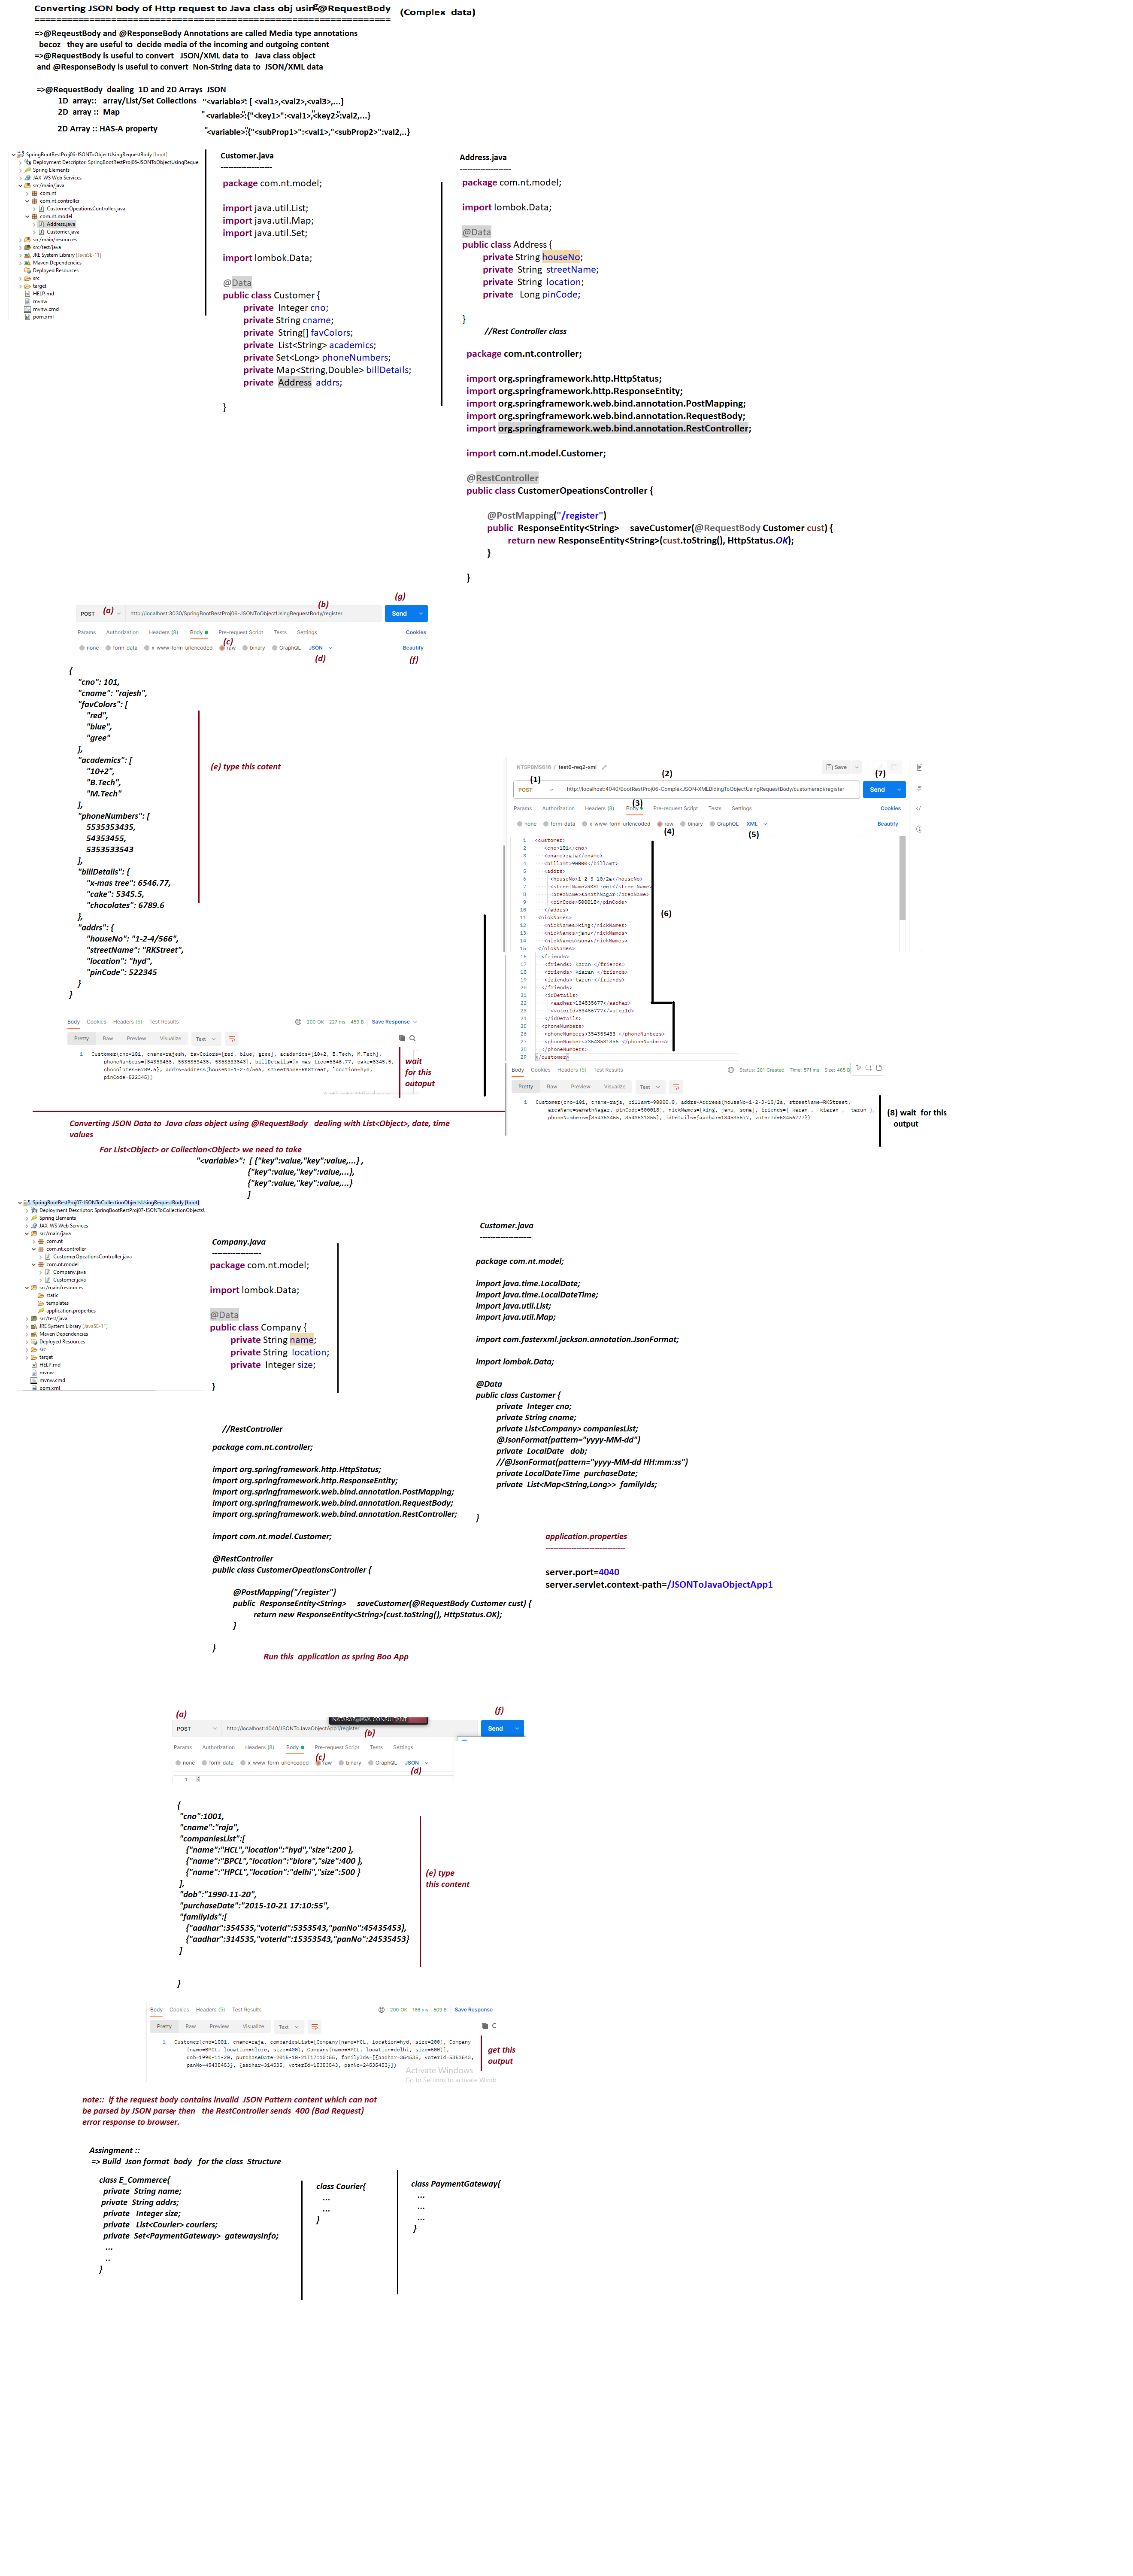 Converting JSON body of Http request to Java class obj using @RequestBody (Complex data)
=>@ReqeustBody and @ResponseBody Annotations are called Media type annotations
becoz they are useful to decide media of the incoming and outgoing content
=>@RequestBody is useful to convert JSON/XML data to Java class object
and @ResponseBody is useful to convert Non-String data to JSON/XML data
=>@RequestBody dealing 1D and 2D Arrays JSON
1D array:: array/List/Set Collections "<variable>": [ <val1>,<val2>,<val3>,...]
2D array :: Map "<variable>":{"<key1>":<val1>,<key2>:val2,..}
2D Array :: HAS-A property "<variable>":{"<subProp1>":<val1>,"<subProp2>":val2,..}
SpringBootRestProj06-JSONToObjectUsingRequestBody [boot]
Deployment Descriptor: SpringBootRestProj06-JSONToObjectUsingReque
Spring Elements
JAX-WS Web Services
src/main/java
com.nt
com.nt.controller
CustomerOpeationsController.java
com.nt.model
Address.java
Customer.java
src/main/resources
src/test/java
JRE System Library [JavaSE-11]
Maven Dependencies
Deployed Resources
src
target
HELP.md
mvnw
mvnw.cmd
pom.xml
Customer.java
--------------------
package com.nt.model;
import java.util.List;
import java.util.Map;
import java.util.Set;
import lombok.Data;
@Data
public class Customer {
private Integer cno;
private String cname;
private String[] favColors;
private List<String> academics;
private Set<Long> phoneNumbers;
private Map<String,Double> billDetails;
private Address addrs;
}
Address.java
--------------------
package com.nt.model;
import lombok.Data;
@Data
public class Address {
private String houseNo;
private String streetName;
private String location;
private Long pinCode;
}
//Rest Controller class
package com.nt.controller;
import org.springframework.http.HttpStatus;
import org.springframework.http.ResponseEntity;
import org.springframework.web.bind.annotation.PostMapping;
import org.springframework.web.bind.annotation.RequestBody;
import org.springframework.web.bind.annotation.RestController;
import com.nt.model.Customer;
@RestController
public class CustomerOpeationsController {
@PostMapping("/register")
public ResponseEntity<String> saveCustomer(@RequestBody Customer cust) {
return new ResponseEntity<String>(cust.toString(), HttpStatus.OK);
}
}
(g)
POST (a) http://localhost:3030/SpringBootRestProj06-JSONToObjectUsingRequestBody/register (b) Send
Params Authorization Headers (8) Body Pre-request Script Tests Settings Cookies
(c)
none form-data x-www-form-urlencoded raw binary GraphQL JSON Beautify
(d) (f)
{
"cno": 101,
"cname": "rajesh",
"favColors": [
"red",
"blue",
"gree"
],
"academics": [
"10+2",
"B.Tech",
"M.Tech"
],
"phoneNumbers": [
5535353435,
54353455,
5353533543
],
"billDetails": {
"x-mas tree": 6546.77,
"cake": 5345.5,
"chocolates": 6789.6
},
"addrs": {
"houseNo": "1-2-4/566",
"streetName": "RKStreet",
"location": "hyd",
"pinCode": 522345
}
}
(e) type this cotent
Body Cookies Headers (5) Test Results 200 OK 227 ms 459 B Save Response
Pretty Raw Preview Visualize Text
1 Customer(cno=101, cname=rajesh, favColors=[red, blue, gree], academics=[10+2, B.Tech, M.Tech],
phoneNumbers=[54353455, 5535353435, 5353533543], billDetails={x-mas tree=6546.77, cake=5345.5,
chocolates=6789.6}, addrs=Address(houseNo=1-2-4/566, streetName=RKStreet, location=hyd,
pinCode=522345))
wait
for this
outoput
NTSPBMS616 / test6-req2-xml Save
(1) (2) (7)
POST http://localhost:4040/BootRestProj06-ComplexJSON-XMLBidingToObjectUsingRequestBody/customerapi/register Send
(3)
Params Authorization Headers (8) Body Pre-request Script Tests Settings Cookies
none form-data x-www-form-urlencoded raw binary GraphQL XML Beautify
(4) (5)
1 <customer>
2 <cno>101</cno>
3 <cname>raja</cname>
4 <billamt>90000</billamt>
5 <addrs>
6 <houseNo>1-2-3-10/2a</houseNo>
7 <streetName>RKStreet</streetName>
8 <areaName>sanathNagar</areaName>
9 <pinCode>500018</pinCode>
10 </addrs>
11 <nickNames>
12 <nickNames>king</nickNames>
13 <nickNames>janu</nickNames>
14 <nickNames>sona</nickNames>
15 </nickNames>
16 <friends>
17 <friends> karan </friends>
18 <friends> kiaran </friends>
19 <friends> tarun </friends>
20 </friends>
21 <idDetails>
22 <aadhar>134535677</aadhar>
23 <voterId>53456777</voterId>
24 </idDetails>
25 <phoneNumbers>
26 <phoneNumbers>354353455 </phoneNumbers>
27 <phoneNumbers>3543531355 </phoneNumbers>
28 </phoneNumbers>
29 </customer>
(6)
Body Cookies Headers (5) Test Results Status: 201 Created Time: 571 ms Size: 460 B
Pretty Raw Preview Visualize Text
1 Customer(cno=101, cname=raja, billamt=90000.0, addrs=Address(houseNo=1-2-3-10/2a, streetName=RKStreet,
areaName=sanathNagar, pinCode=500018), nickNames=[king, janu, sona], friends=[ karan , kiaran , tarun ],
phoneNumbers=[354353455, 3543531355], idDetails={aadhar=134535677, voterId=53456777})
(8) wait for this
output
Converting JSON Data to Java class object using @RequestBody dealing with List<Object>, date, time
values
For List<Object> or Collection<Object> we need to take
"<variable>": [ {"key":value,"key":value,...} ,
{"key":value,"key":value,...},
{"key":value,"key":value,...}
]
SpringBootRestProj07-JSONToCollectionObjectsUsingRequestBody [boot]
Deployment Descriptor: SpringBootRestProj07-JSONToCollectionObjectsU
Spring Elements
JAX-WS Web Services
src/main/java
com.nt
com.nt.controller
CustomerOpeationsController.java
com.nt.model
Company.java
Customer.java
src/main/resources
static
templates
application.properties
src/test/java
JRE System Library [JavaSE-11]
Maven Dependencies
Deployed Resources
src
target
HELP.md
mvnw
mvnw.cmd
pom.xml
Company.java
-------------------
package com.nt.model;
import lombok.Data;
@Data
public class Company {
private String name;
private String location;
private Integer size;
}
Customer.java
--------------------
package com.nt.model;
import java.time.LocalDate;
import java.time.LocalDateTime;
import java.util.List;
import java.util.Map;
import com.fasterxml.jackson.annotation.JsonFormat;
import lombok.Data;
@Data
public class Customer {
private Integer cno;
private String cname;
private List<Company> companiesList;
@JsonFormat(pattern="yyyy-MM-dd")
private LocalDate dob;
//@JsonFormat(pattern="yyyy-MM-dd HH:mm:ss")
private LocalDateTime purchaseDate;
private List<Map<String,Long>> familyIds;
}
//RestController
package com.nt.controller;
import org.springframework.http.HttpStatus;
import org.springframework.http.ResponseEntity;
import org.springframework.web.bind.annotation.PostMapping;
import org.springframework.web.bind.annotation.RequestBody;
import org.springframework.web.bind.annotation.RestController;
import com.nt.model.Customer;
@RestController
public class CustomerOpeationsController {
@PostMapping("/register")
public ResponseEntity<String> saveCustomer(@RequestBody Customer cust) {
return new ResponseEntity<String>(cust.toString(), HttpStatus.OK);
}
}
application.properties
------------------------------
server.port=4040
server.servlet.context-path=/JSONToJavaObjectApp1
Run this application as spring Boo App
(a) (f)
POST http://localhost:4040/JSONToJavaObjectApp1/register Send
(b)
Params Authorization Headers (8) Body Pre-request Script Tests Settings
(c)
none form-data x-www-form-urlencoded raw binary GraphQL JSON
(d)
1 {
{
"cno":1001,
"cname":"raja",
"companiesList":[
{"name":"HCL","location":"hyd","size":200 },
{"name":"BPCL","location":"blore","size":400 },
{"name":"HPCL","location":"delhi","size":500 }
],
"dob":"1990-11-20",
"purchaseDate":"2015-10-21 17:10:55",
"familyIds":[
{"aadhar":354535,"voterId":5353543,"panNo":45435453},
{"aadhar":314535,"voterId":15353543,"panNo":24535453}
]
}
(e) type
this content
Body Cookies Headers (5) Test Results 200 OK 186 ms 509 B Save Response
Pretty Raw Preview Visualize Text
1 Customer(cno=1001, cname=raja, companiesList=[Company(name=HCL, location=hyd, size=200), Company
(name=BPCL, location=blore, size=400), Company(name=HPCL, location=delhi, size=500)],
dob=1990-11-20, purchaseDate=2015-10-21T17:10:55, familyIds=[{aadhar=354535, voterId=5353543,
panNo=45435453}, {aadhar=314535, voterId=15353543, panNo=24535453}])
get this
output
Activate Windows
Go to Settings to activate Wind
note:: if the request body contains invalid JSON Pattern content which can not
be parsed by JSON parser then the RestController sends 400 (Bad Request)
error response to browser.
Assingment ::
=> Build Json format body for the class Structure
class E_Commerce{
private String name;
private String addrs;
private Integer size;
private List<Courier> couriers;
private Set<PaymentGateway> gatewaysInfo;
...
..
}
class Courier{
...
...
}
class PaymentGateway{
...
...
...
}